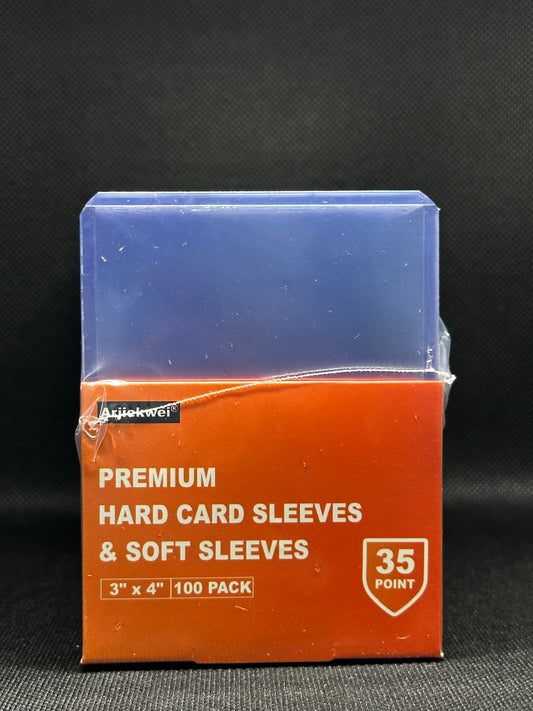 Arjiekwei®
PREMIUM
HARD CARD SLEEVES
& SOFT SLEEVES
3" x 4" 100 PACK
35
POINT